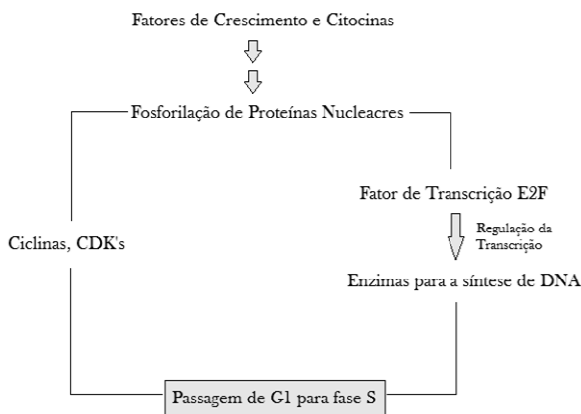 Fatores de Crescimento e Citocinas
Fosforilação de Proteínas Nucleacres
Fator de Transcrição E2F
Regulação da
Transcrição
Ciclinas, CDK's
Enzimas para a síntese de DNA
Passagem de G1 para fase S